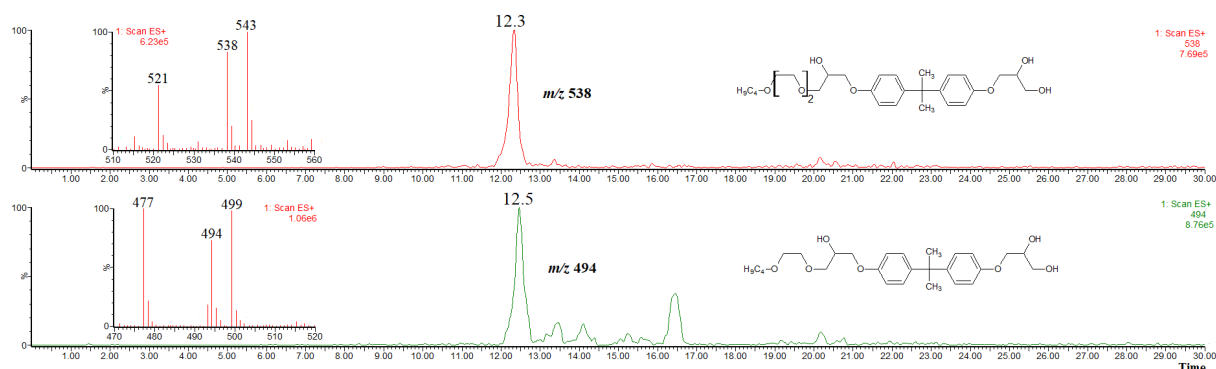 100
%
0
1: Scan ES+
6.23e5
100
%
0
543
538
521
510 520 530 540 550 560
12.3
m/z 538
1: Scan ES+
538
7.69e5
OH
OH
OH
H9C4
O
O
2
O
O
CH3
CH3
1.00 2.00 3.00 4.00 5.00 6.00 7.00 8.00 9.00 10.00 11.00 12.00 13.00 14.00 15.00 16.00 17.00 18.00 19.00 20.00 21.00 22.00 23.00 24.00 25.00 26.00 27.00 28.00 29.00 30.00
100
%
0
1: Scan ES+
1.06e6
100
%
0
477
499
494
470 480 490 500 510 520
12.5
m/z 494
1: Scan ES+
494
8.76e5
HO
OH
OH
H9C4
O
O
O
O
CH3
CH3
1.00 2.00 3.00 4.00 5.00 6.00 7.00 8.00 9.00 10.00 11.00 12.00 13.00 14.00 15.00 16.00 17.00 18.00 19.00 20.00 21.00 22.00 23.00 24.00 25.00 26.00 27.00 28.00 29.00 30.00
Time